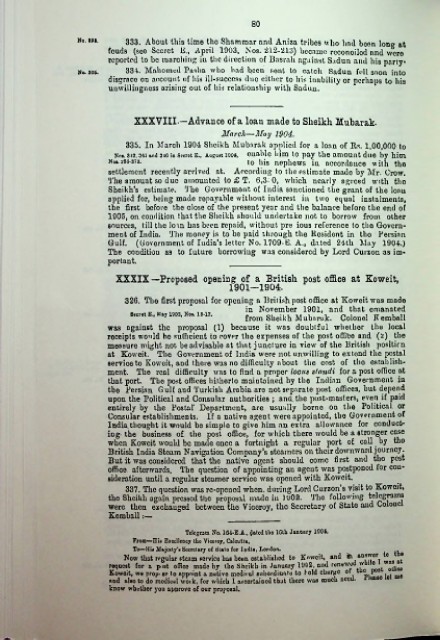 80
No. 333. 333. About this time the Shammar and Aniza tribes who had been long at
feuds (see Secret E., April 1903, Nos. 212-213) became reconciled and were
reported to be marching in the direction of Basrah against Sadun and his party.
334. Mahomed Pasha who had been sent to catch Sadun fell soon into
disgrace on account of his ill-success due either to his inability or perhaps to his
unwillingness arising out of his relationship with Sadun.
XXXVIII.—Advance of a loan made to Sheikh Mubarak.
March—May 1904.
335. In March 1904 Sheikh Mubarak applied for a loan of Rs. 1,00,000 to
enable him to pay the amount due by him
to his nephews in accordance with the
settlement recently arrived at. According to the estimate made by Mr. Crow.
The amount so due amounted to £ T. 6,3 0, which nearly agreed with the
Sheikh's estimate. The Government of India sanctioned the grant of the loan
applied for, being made repayable without interest in two equal instalments,
the first before the close of the present year and the balance before the end of
1905, on condition that the Sheikh should undertake not to borrow from other
sources, till the loan has been repaid, without pre ious reference to the Govern-
ment of India. The money is to be paid through the Resident in the Persian
Gulf. (Government of India's letter No. 1709-E. A., dated 24th May 1904.)
The condition as to future borrowing was considered by Lord Curzon as im-
portant.
XXXIX—Proposed opening of a British post office at Koweit,
1901—1904.
326. The first proposal for opening a British post office at Koweit was made
Secret E., May 1902, Nos. in November 1901, and that emanated
from Sheikh Mubarak. Colonel Kemball
was against the proposal (1) because it was doubtful whether the local
receipts would be sufficient to cover the expenses of the post office and (2) the
measure might not be advisable at that juncture in view of the British position
at Koweit. The Government of India were not unwilling to extend the postal
service to Koweit, and there was no difficulty about the cost of the establish-
ment. The real difficulty was to find a proper locus standi for a post office at
that port. The post offices hitherto maintained by the Indian Government in
the Persian Gulf and Turkish Arabia are not separate post offices, but depend
upon the Political and Consular authorities ; and the post-masters, even if paid
entirely by the Postal Department, are usually borne on the Political or
Consular establishments. If a native agent were appointed, the Government of
India thought it would be simple to give him an extra allowance for conduct-
ing the business of the post office, for which there would be a stronger case
when Koweit would be made once a fortnight a regular port of call by the
British India Steam Navigation Company's steamers on their downward journey.
But it was considered that the native agent should come first and the post
office afterwards. The question of appointing an agent was postponed for con-
sideration until a regular steamer service was opened with Koweit.
337. The question was re-opened when, during Lord Curzon's visit to Koweit,
the Sheikh again pressed the proposal made in 1902. The following telegrams
were then exchanged between the Viceroy, the Secretary of State and Colonel
Kemball :—
Telegram No. E.A., dated the 10th January 1904.
From—His Excellency the Viceroy, Calcutta,
To—His Majesty's Secretary of State for India, London.
Now that regular steam service has been established to Koweit, and in answer to the
request for a post office made by the Sheikh in January 1902, and renewed while I was at
Koweit, we propose to appoint a native medical subordinate to hold charge of the post office
and also to do medical work, for which I ascertained that there was much need. Please let me
know whether you approve of our proposal.